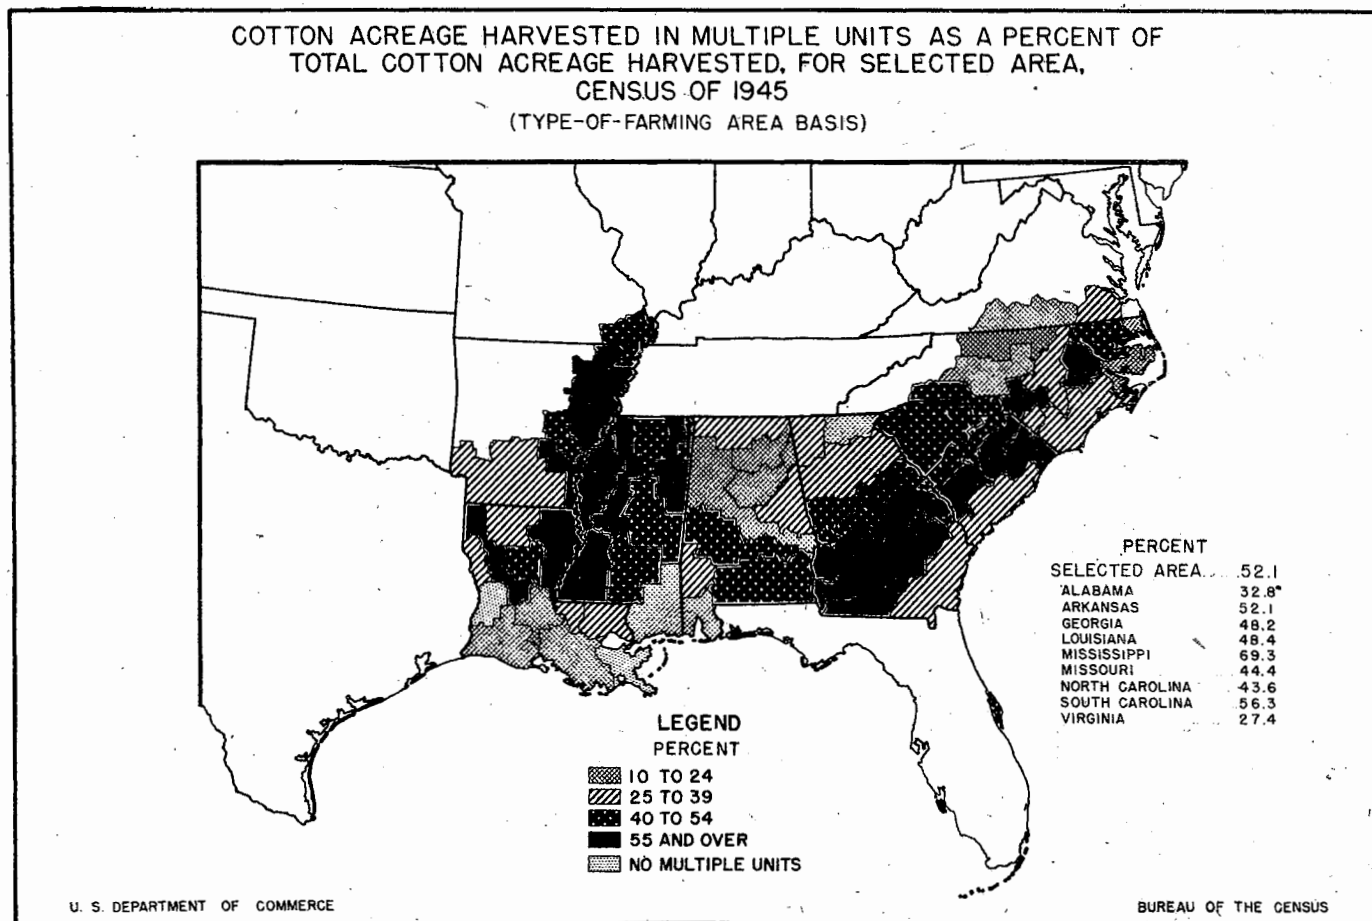 COTTON ACREAGE HARVESTED IN MULTIPLE UNITS AS A PERCENT OF
TOTAL COTTON ACREAGE HARVESTED, FOR SELECTED AREA,
CENSUS OF 1945
(TYPE-OF-FARMING AREA BASIS)
PERCENT
SELECTED AREA.....52.1
ALABAMA 32.8
ARKANSAS 52.1
GEORGIA 48.2
LOUISIANA 48.4
MISSISSIPPI 69.3
MISSOURI 44.4
NORTH CAROLINA 43.6
SOUTH CAROLINA 56.3
VIRGINIA 27.4
LEGEND
PERCENT
10 TO 24
25 TO 39
40 TO 54
55 AND OVER
NO MULTIPLE UNITS
U. S. DEPARTMENT OF COMMERCE
BUREAU OF THE CENSUS